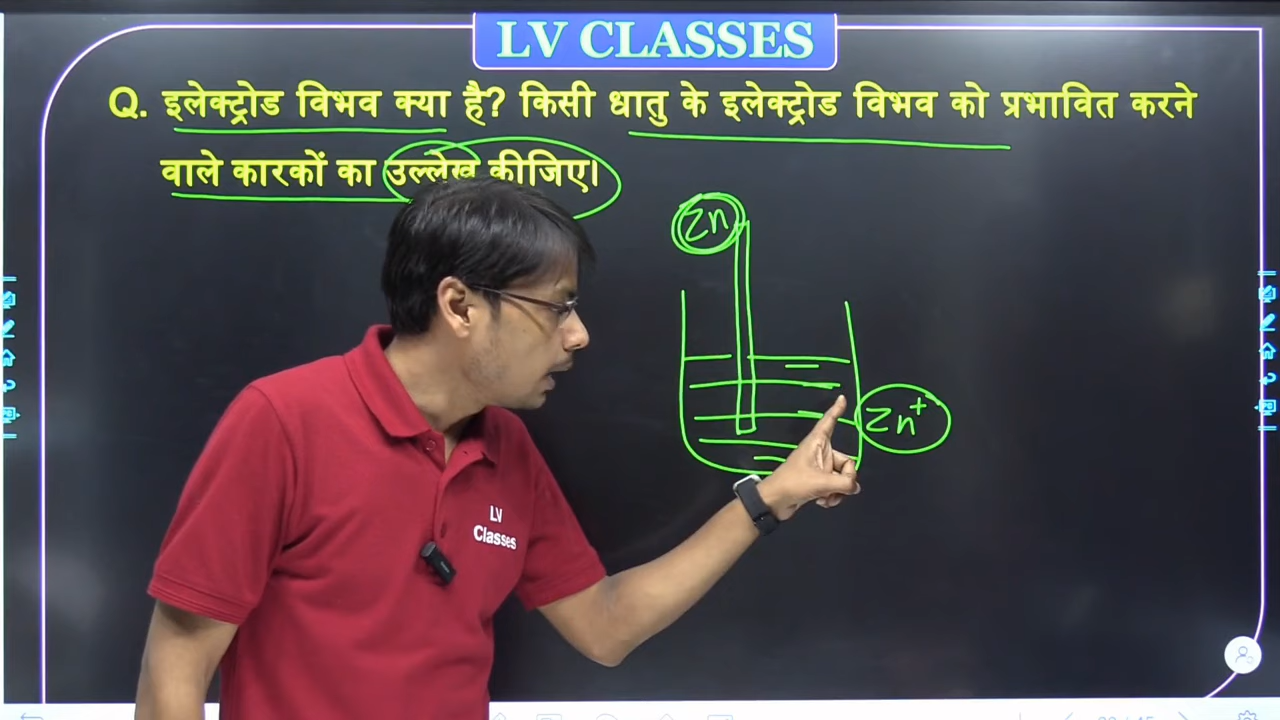 LV CLASSES
Q. इलेक्ट्रोड विभव क्या है? किसी धातु के इलेक्ट्रोड विभव को प्रभावित करने
वाले कारकों का उल्लेख कीजिए।
Zn
Zn+
LV
Classes